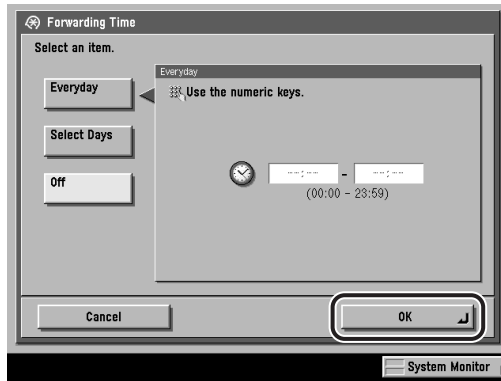 Forwarding Time
Select an item.
Everyday
Everyday
Use the numeric keys.
Select Days
Off
--:-- - --:--
(00:00 - 23:59)
Cancel
OK
System Monitor